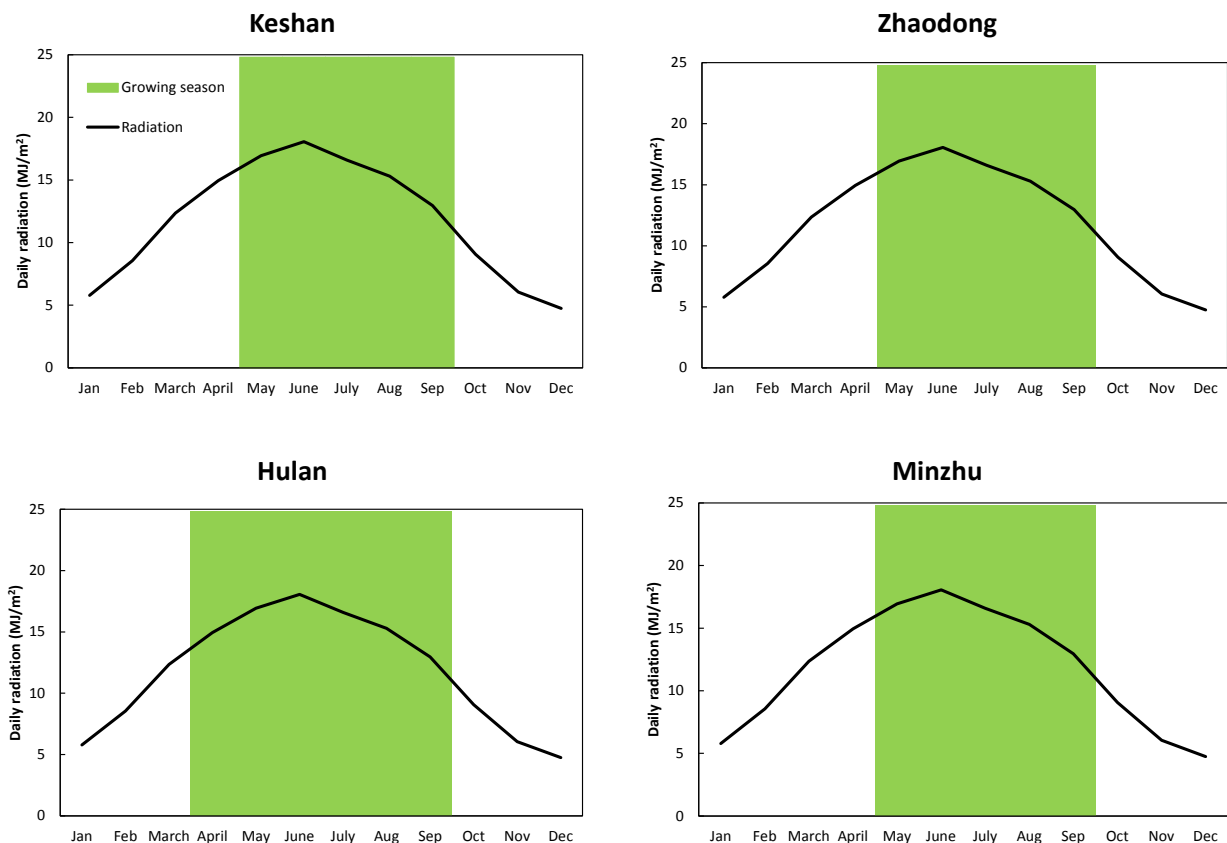 Keshan
Daily radiation (MJ/m²)
25
20
15
10
5
0
Growing season
Radiation
Jan Feb March April May June July Aug Sep Oct Nov Dec
Zhaodong
Daily radiation (MJ/m²)
25
20
15
10
5
0
Jan Feb March April May June July Aug Sep Oct Nov Dec
Hulan
Daily radiation (MJ/m²)
25
20
15
10
5
0
Jan Feb March April May June July Aug Sep Oct Nov Dec
Minzhu
Daily radiation (MJ/m²)
25
20
15
10
5
0
Jan Feb March April May June July Aug Sep Oct Nov Dec